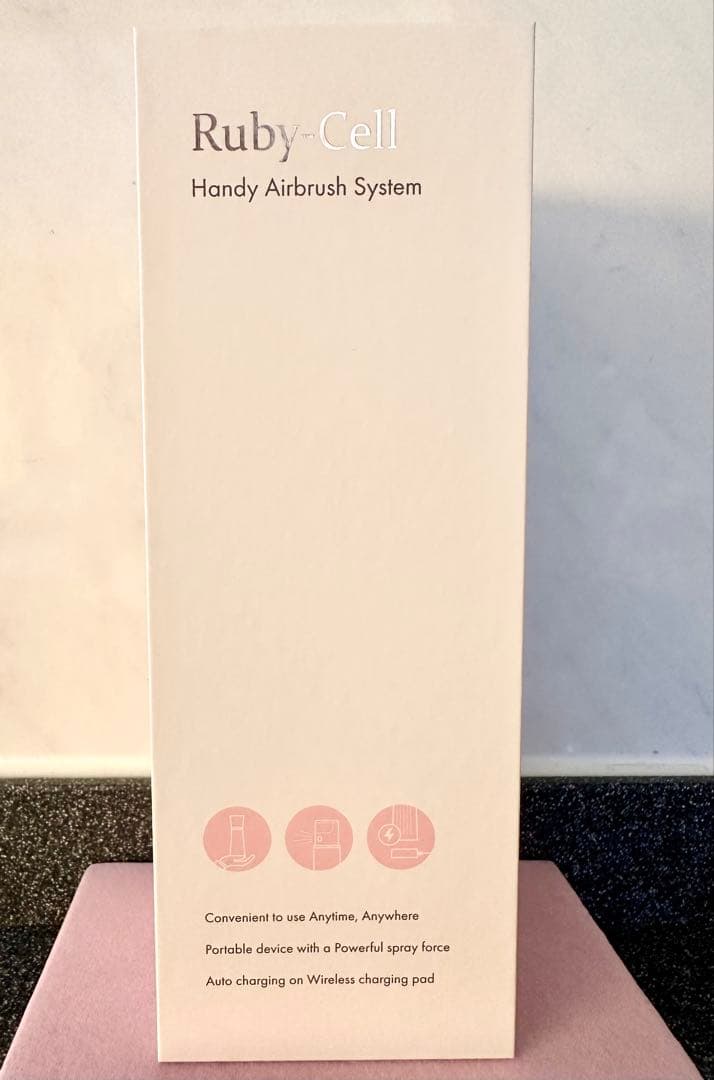 Ruby-Cell
Handy Airbrush System
Convenient to use Anytime, Anywhere
Portable device with a Powerful spray force
Auto charging on Wireless charging pad